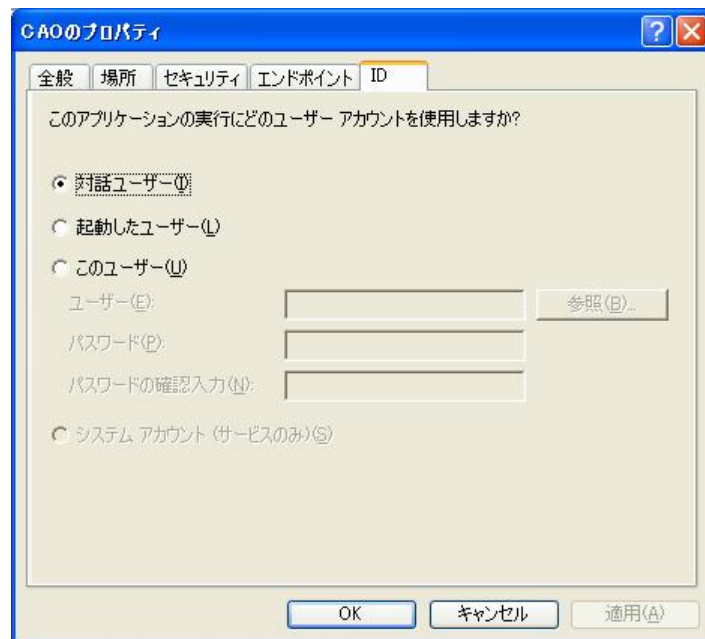 CAOのプロパティ
全般 場所 セキュリティ エンドポイント ID
このアプリケーションの実行にどのユーザー アカウントを使用しますか?
対話ユーザー(I)
起動したユーザー(L)
このユーザー(U)
ユーザー(E): 参照(B)...
パスワード(P):
パスワードの確認入力(N):
システム アカウント (サービスのみ)(S)
OK キャンセル 適用(A)